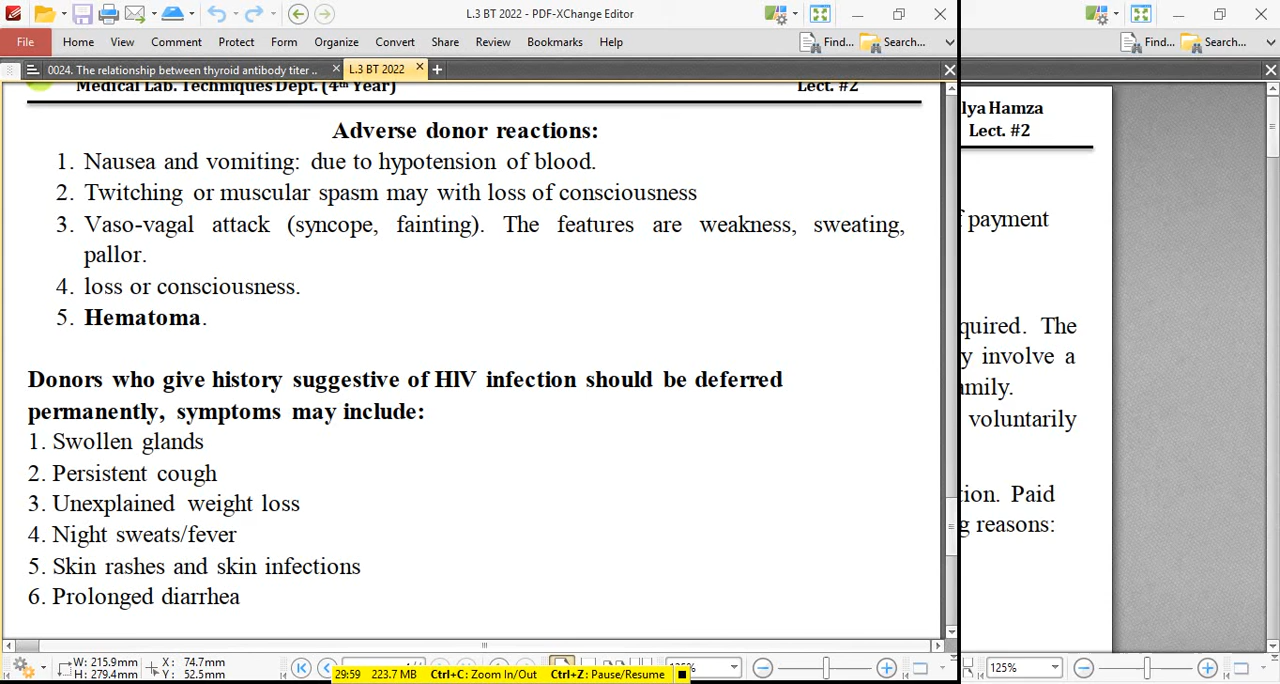 L.3 BT 2022 - PDF-XChange Editor
File Home View Comment Protect Form Organize Convert Share Review Bookmarks Help Find... Search... Find... Search...
0024. The relationship between thyroid antibody titer .. × L.3 BT 2022 × +
Medical Lab. Techniques Dept. (4th Year) Lect. #2
Adverse donor reactions:
1. Nausea and vomiting: due to hypotension of blood.
2. Twitching or muscular spasm may with loss of consciousness
3. Vaso-vagal attack (syncope, fainting). The features are weakness, sweating,
pallor.
4. loss or consciousness.
5. Hematoma.
Donors who give history suggestive of HIV infection should be deferred
permanently, symptoms may include:
1. Swollen glands
2. Persistent cough
3. Unexplained weight loss
4. Night sweats/fever
5. Skin rashes and skin infections
6. Prolonged diarrhea
lya Hamza
Lect. #2
f payment
quired. The
y involve a
amily.
voluntarily
tion. Paid
g reasons:
W: 215.9mm X: 74.7mm
H: 279.4mm Y: 52.5mm
29:59 223.7 MB Ctrl+C: Zoom In/Out Ctrl+Z: Pause/Resume
125%